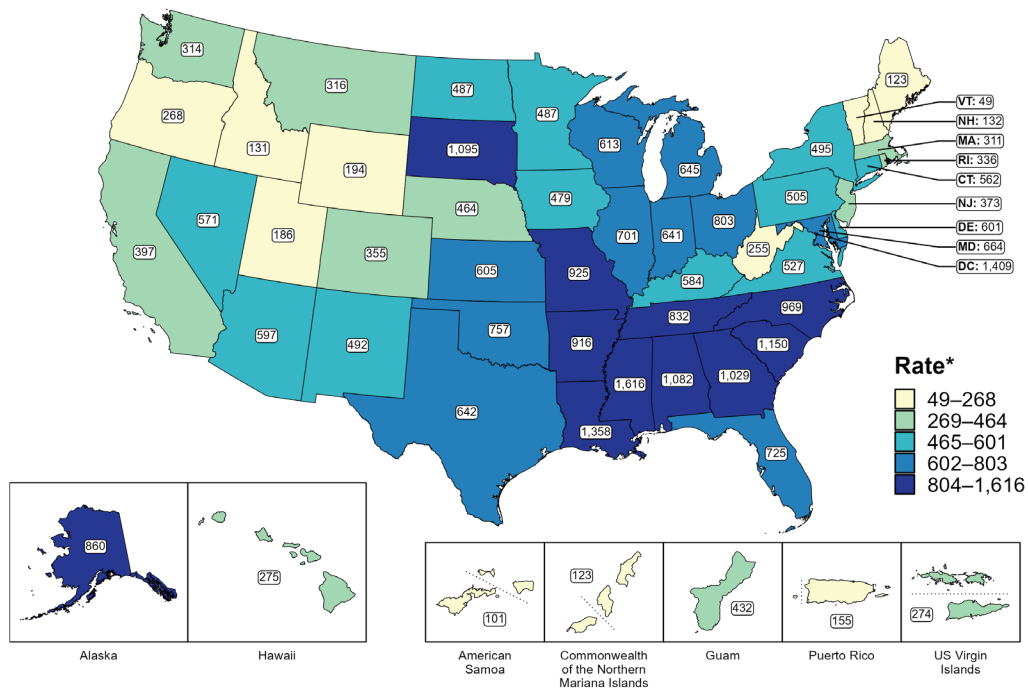 314
316
487
487
123
VT: 49
NH: 132
MA: 311
RI: 336
CT: 562
NJ: 373
DE: 601
MD: 664
DC: 1,409
268
131
194
1,095
613
645
495
571
186
355
464
479
505
397
605
701
641
803
255
527
584
925
597
492
757
916
832
969
1,150
642
1,358
1,616
1,082
1,029
725
Rate*
49–268
269–464
465–601
602–803
804–1,616
860
275
101
123
432
155
274
Alaska
Hawaii
American
Samoa
Commonwealth
of the Northern
Mariana Islands
Guam
Puerto Rico
US Virgin
Islands